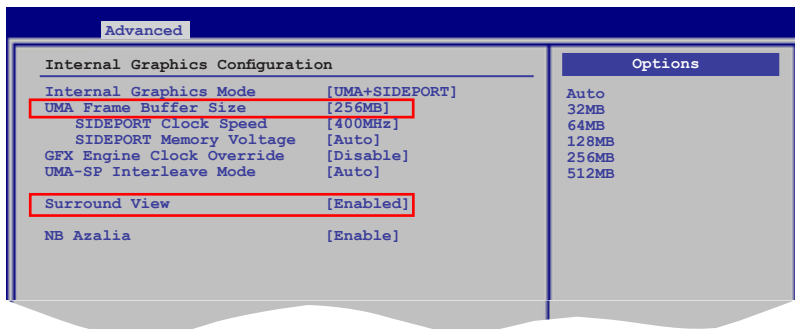 Advanced
Internal Graphics Configuration
Internal Graphics Mode [UMA+SIDEPORT]
UMA Frame Buffer Size [256MB]
SIDEPORT Clock Speed [400MHz]
SIDEPORT Memory Voltage [Auto]
GFX Engine Clock Override [Disable]
UMA-SP Interleave Mode [Auto]
Surround View [Enabled]
NB Azalia [Enable]
Options
Auto
32MB
64MB
128MB
256MB
512MB